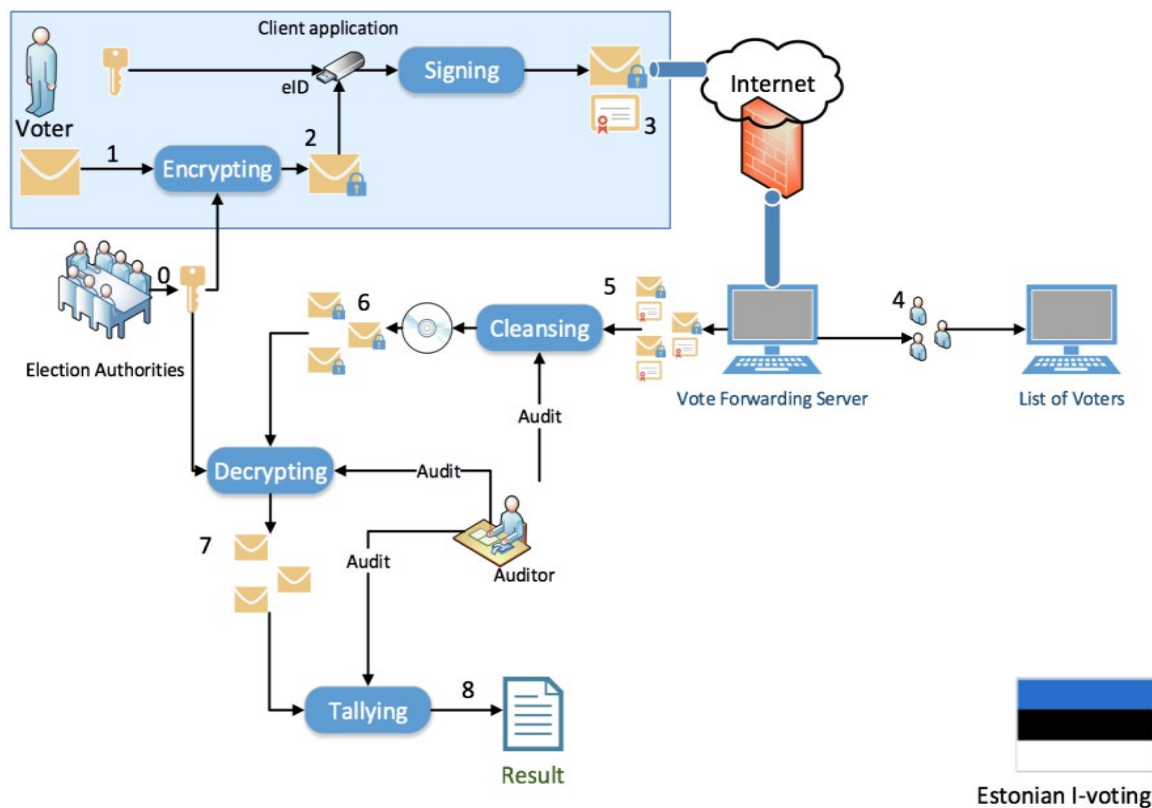 Client application
eID
Signing
Internet
Voter
1
2
3
Encrypting
0
Election Authorities
6
Cleansing
5
4
Vote Forwarding Server
List of Voters
Audit
Decrypting
Audit
7
Audit
Auditor
Tallying
8
Result
Estonian I-voting